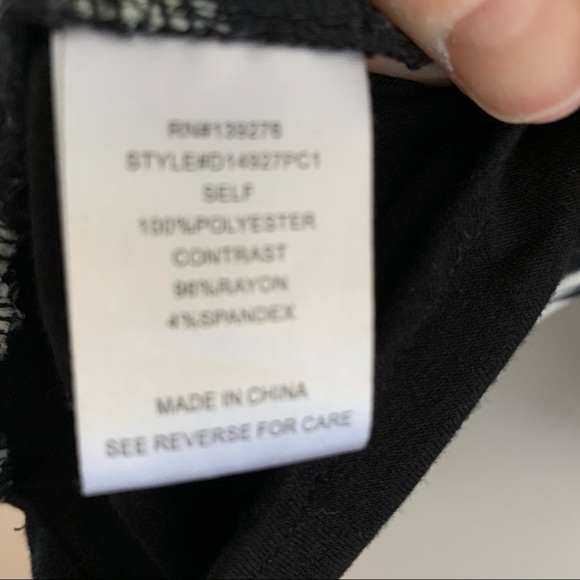 RN#139276
STYLE#D14927PC1
SELF
100%POLYESTER
CONTRAST
96%RAYON
4%SPANDEX
MADE IN CHINA
SEE REVERSE FOR CARE